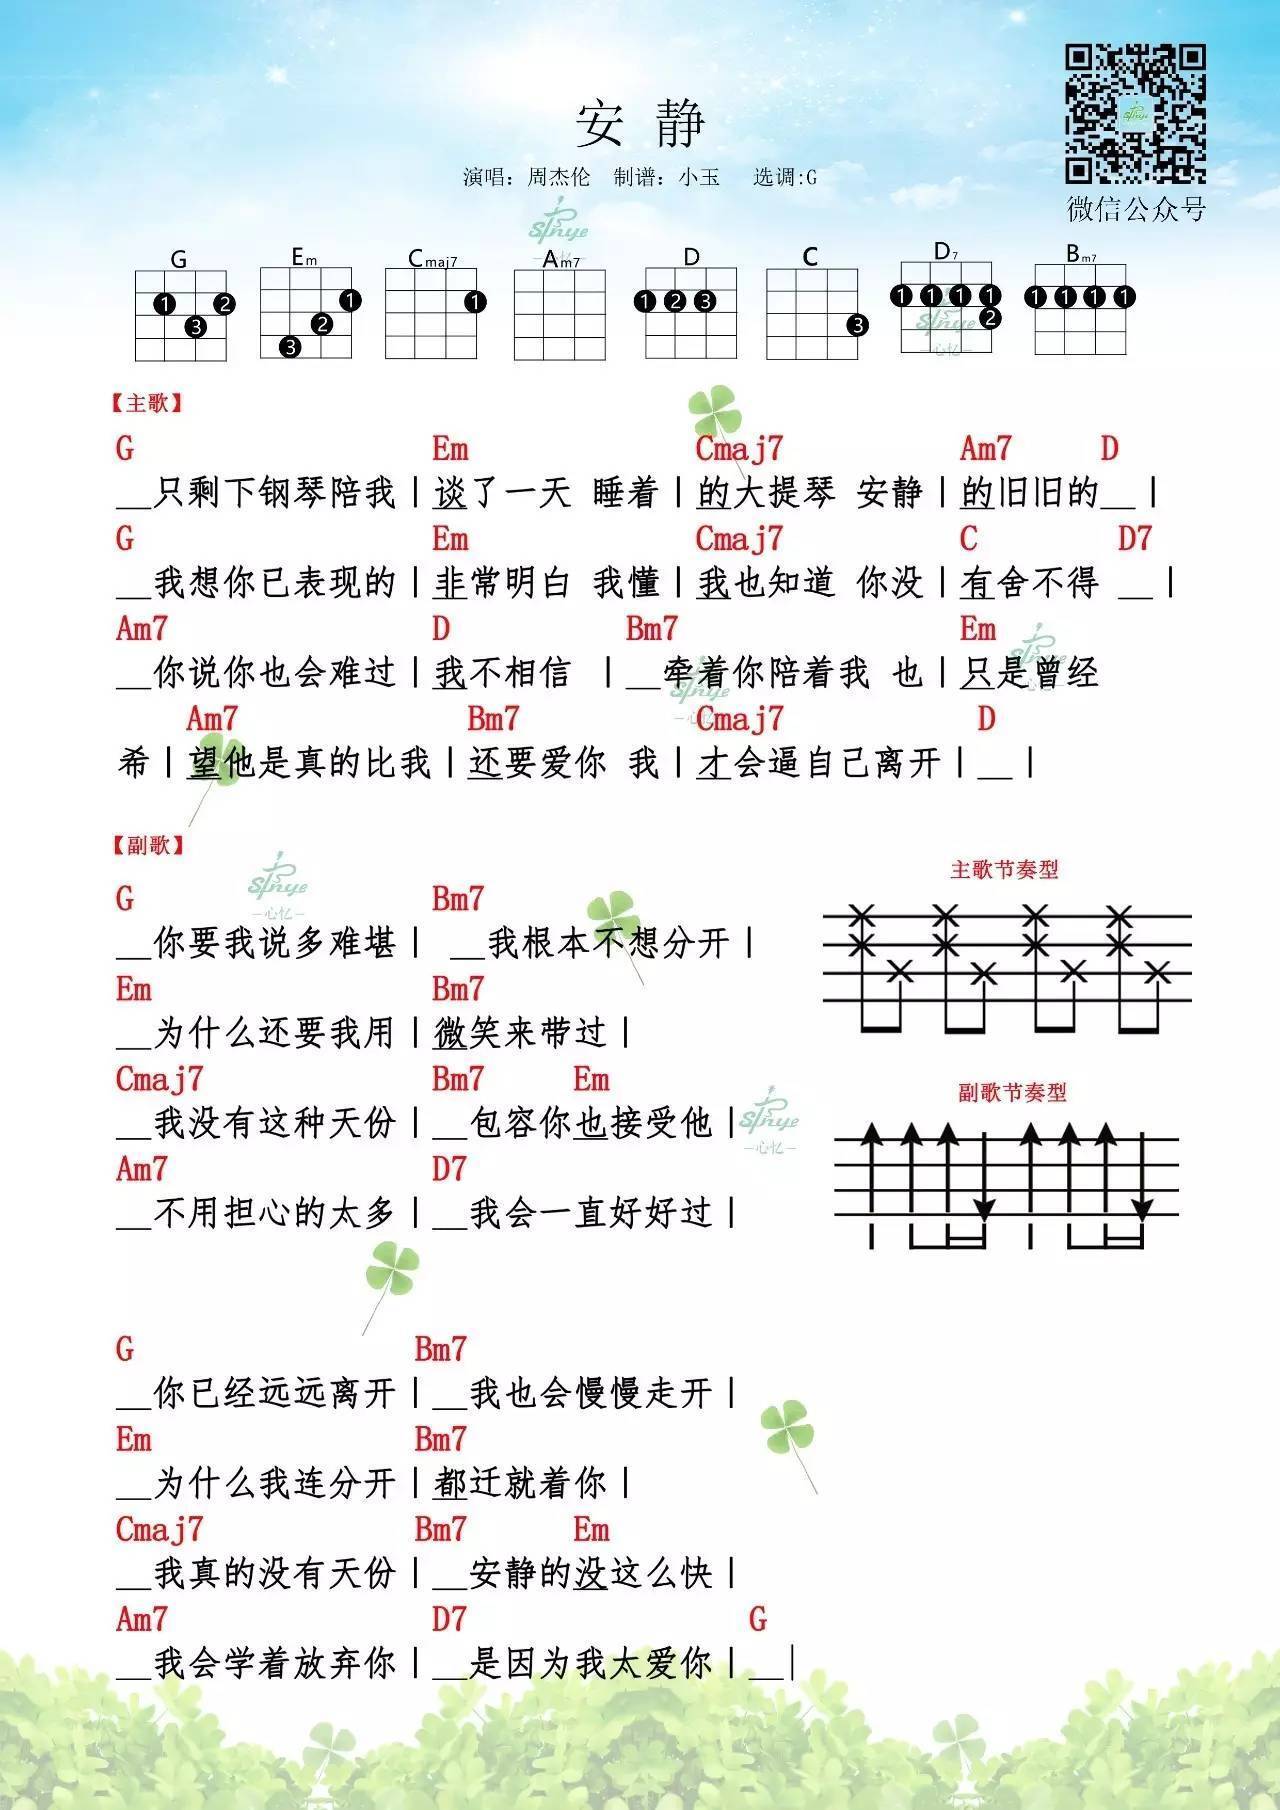 安 静
演唱：周杰伦 制谱：小玉 选调:G
微信公众号
G Em Cmaj7 Am7 D C D7 Bm7
1 2 3 1 2 3 1 1 2 3 3 1 1 1 1 2 1 1 1 1
【主歌】
G Em Cmaj7 Am7 D
__只剩下钢琴陪我|谈了一天 睡着|的大提琴 安静|的旧旧的__|
G Em Cmaj7 C D7
__我想你已表现的|非常明白 我懂|我也知道 你没|有舍不得 __|
Am7 D Bm7 Em
__你说你也会难过|我不相信 |__牵着你陪着我 也|只是曾经
Am7 Bm7 Cmaj7 D
希|望他是真的比我|还要爱你 我|才会逼自己离开|__|
【副歌】
G Bm7
__你要我说多难堪| __我根本不想分开|
Em Bm7
__为什么还要我用|微笑来带过|
Cmaj7 Bm7 Em
__我没有这种天份|__包容你也接受他|
Am7 D7
__不用担心的太多|__我会一直好好过|
主歌节奏型
副歌节奏型
G Bm7
__你已经远远离开|__我也会慢慢走开|
Em Bm7
__为什么我连分开|都迁就着你|
Cmaj7 Bm7 Em
__我真的没有天份|__安静的没这么快|
Am7 D7 G
__我会学着放弃你|__是因为我太爱你|__|